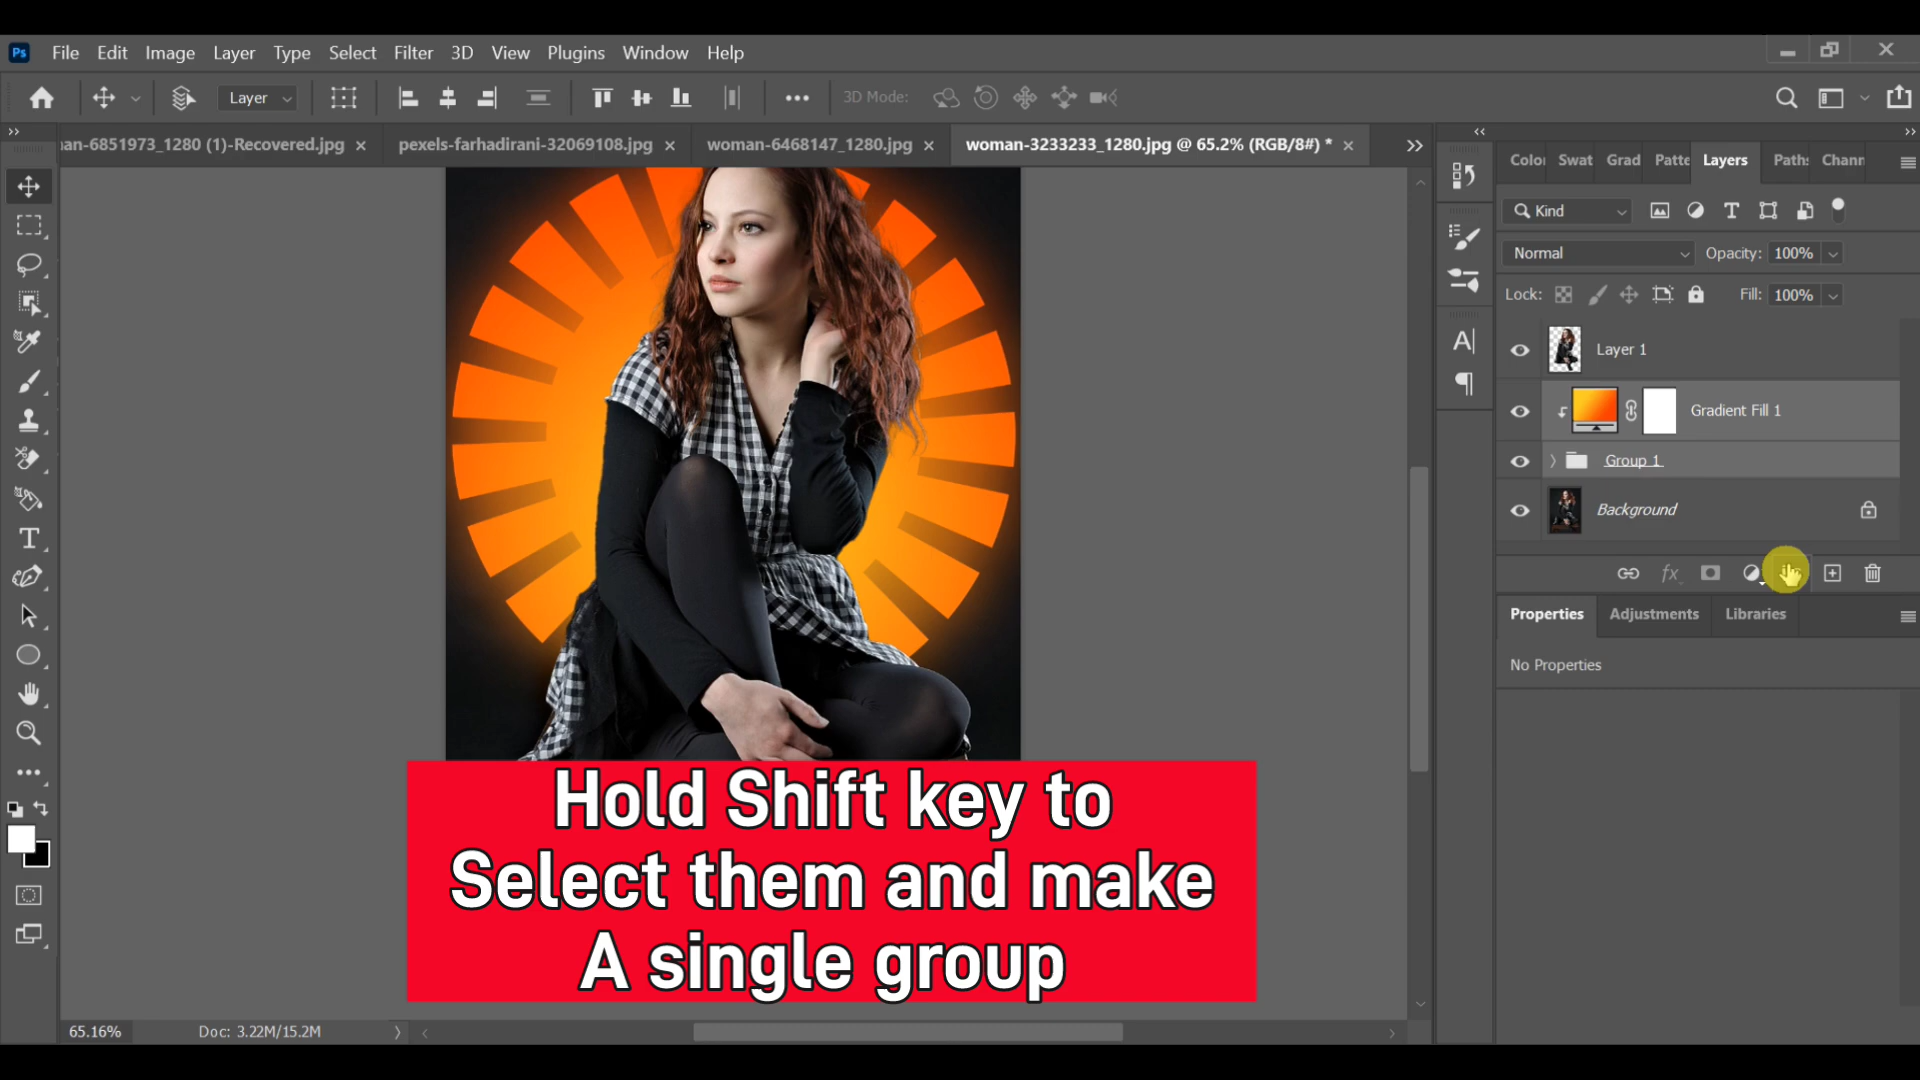 Ps File Edit Image Layer Type Select Filter 3D View Plugins Window Help
Layer 3D Mode:
an-6851973_1280 (1)-Recovered.jpg × pexels-farhadirani-32069108.jpg × woman-6468147_1280.jpg × woman-3233233_1280.jpg @ 65.2% (RGB/8#) * ×
Colo Swat Grad Patte Layers Paths Chann
Kind
Normal Opacity: 100%
Lock: Fill: 100%
Layer 1
Gradient Fill 1
Group 1
Background
fx
Properties Adjustments Libraries
No Properties
Hold Shift key to
Select them and make
A single group
65.16% Doc: 3.22M/15.2M